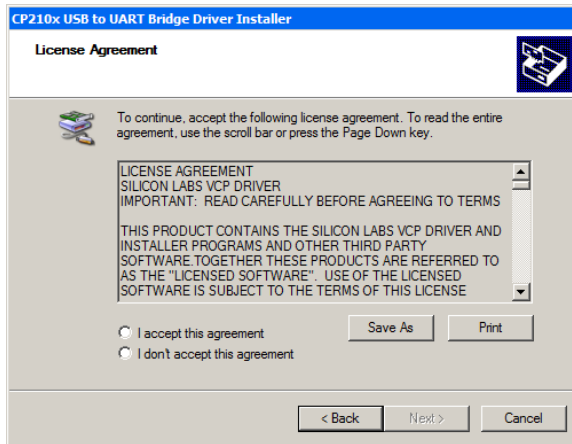 CP210x USB to UART Bridge Driver Installer
License Agreement
To continue, accept the following license agreement. To read the entire
agreement, use the scroll bar or press the Page Down key.
LICENSE AGREEMENT
SILICON LABS VCP DRIVER
IMPORTANT:  READ CAREFULLY BEFORE AGREEING TO TERMS
THIS PRODUCT CONTAINS THE SILICON LABS VCP DRIVER AND
INSTALLER PROGRAMS AND OTHER THIRD PARTY
SOFTWARE.TOGETHER THESE PRODUCTS ARE REFERRED TO
AS THE "LICENSED SOFTWARE".  USE OF THE LICENSED
SOFTWARE IS SUBJECT TO THE TERMS OF THIS LICENSE
I accept this agreement
Save As
Print
I don't accept this agreement
< Back
Next >
Cancel